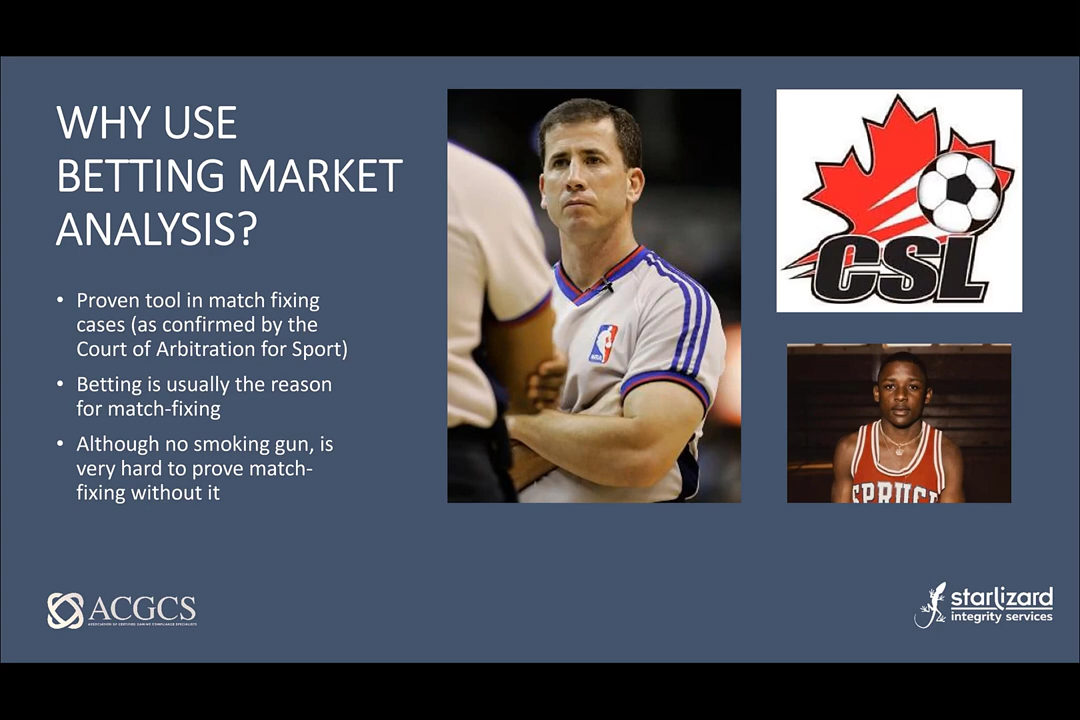 WHY USE
BETTING MARKET
ANALYSIS?
• Proven tool in match fixing
cases (as confirmed by the
Court of Arbitration for Sport)
• Betting is usually the reason
for match-fixing
• Although no smoking gun, is
very hard to prove match-
fixing without it
NBA
CSL
SPRUCE
ACGCS
ASSOCIATION OF CERTIFIED GAMING COMPLIANCE SPECIALISTS
starlizard
integrity services